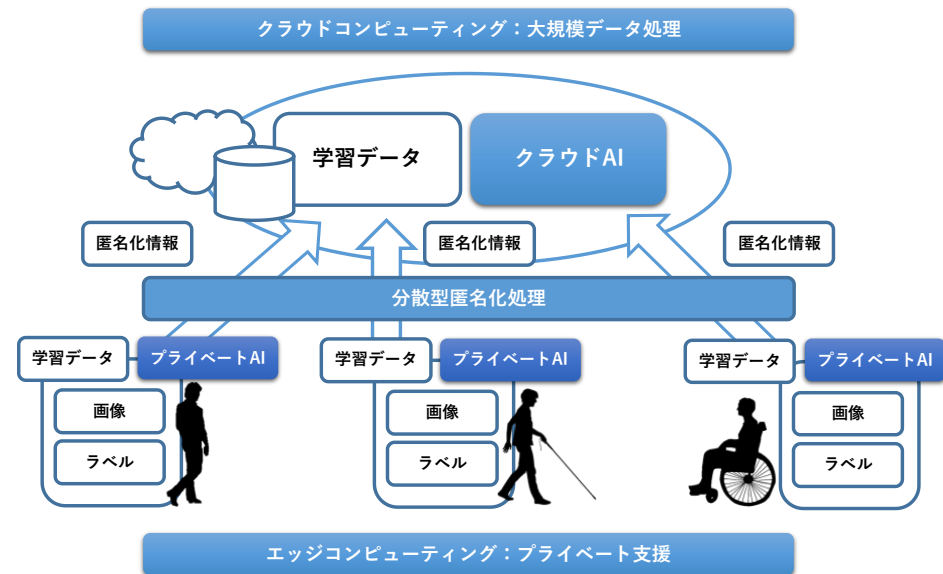 クラウドコンピューティング：大規模データ処理
学習データ
クラウドAI
匿名化情報
匿名化情報
匿名化情報
分散型匿名化処理
学習データ
プライベートAI
画像
ラベル
学習データ
プライベートAI
画像
ラベル
学習データ
プライベートAI
画像
ラベル
エッジコンピューティング：プライベート支援